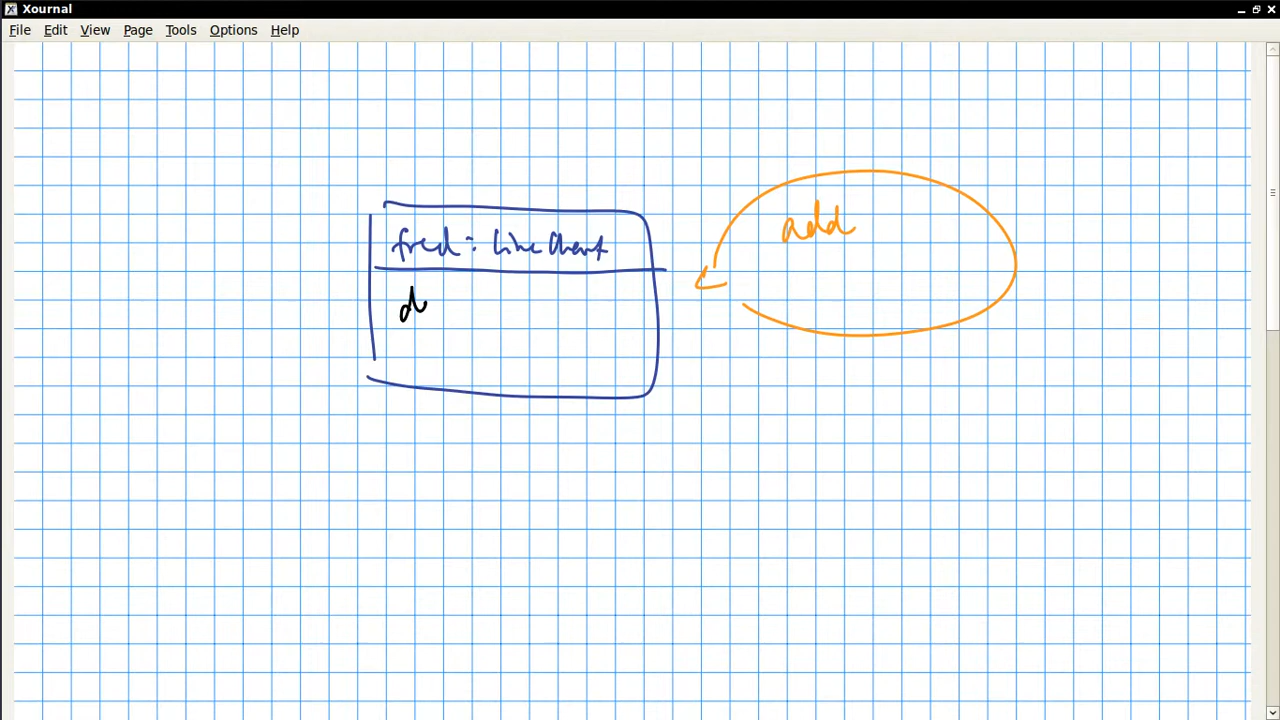 Xournal
File Edit View Page Tools Options Help
fred: LineChart
add
d